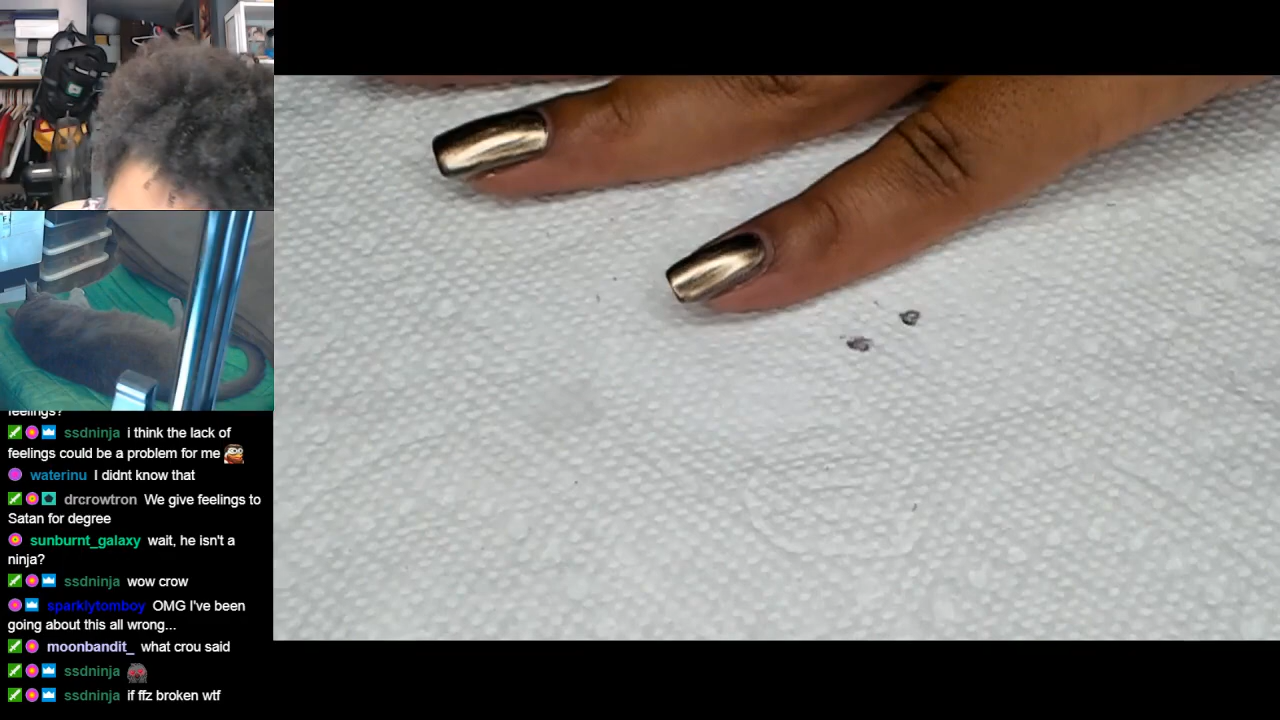 feelings?
ssdninja i think the lack of
feelings could be a problem for me
waterinu I didnt know that
drcrowtron We give feelings to
Satan for degree
sunburnt_galaxy wait, he isn't a
ninja?
ssdninja wow crow
sparklytomboy OMG I've been
going about this all wrong...
moonbandit_ what crou said
ssdninja
ssdninja if ffz broken wtf